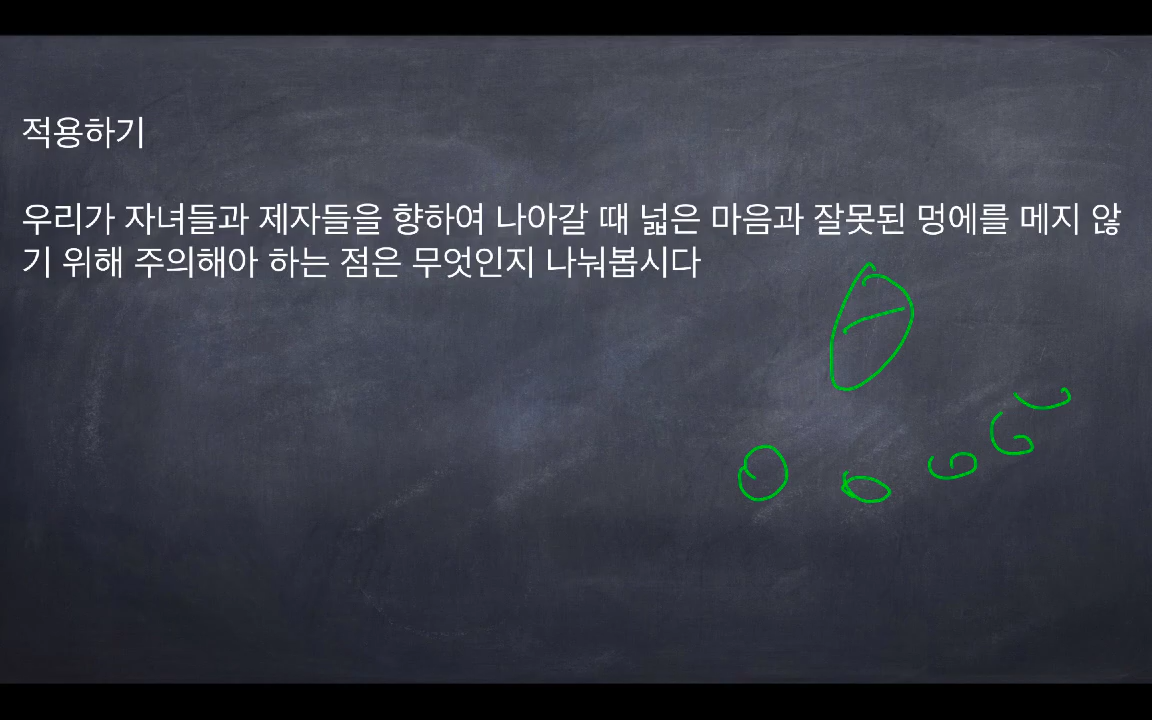 적용하기
우리가 자녀들과 제자들을 향하여 나아갈 때 넓은 마음과 잘못된 멍에를 메지 않
기 위해 주의해야 하는 점은 무엇인지 나눠봅시다